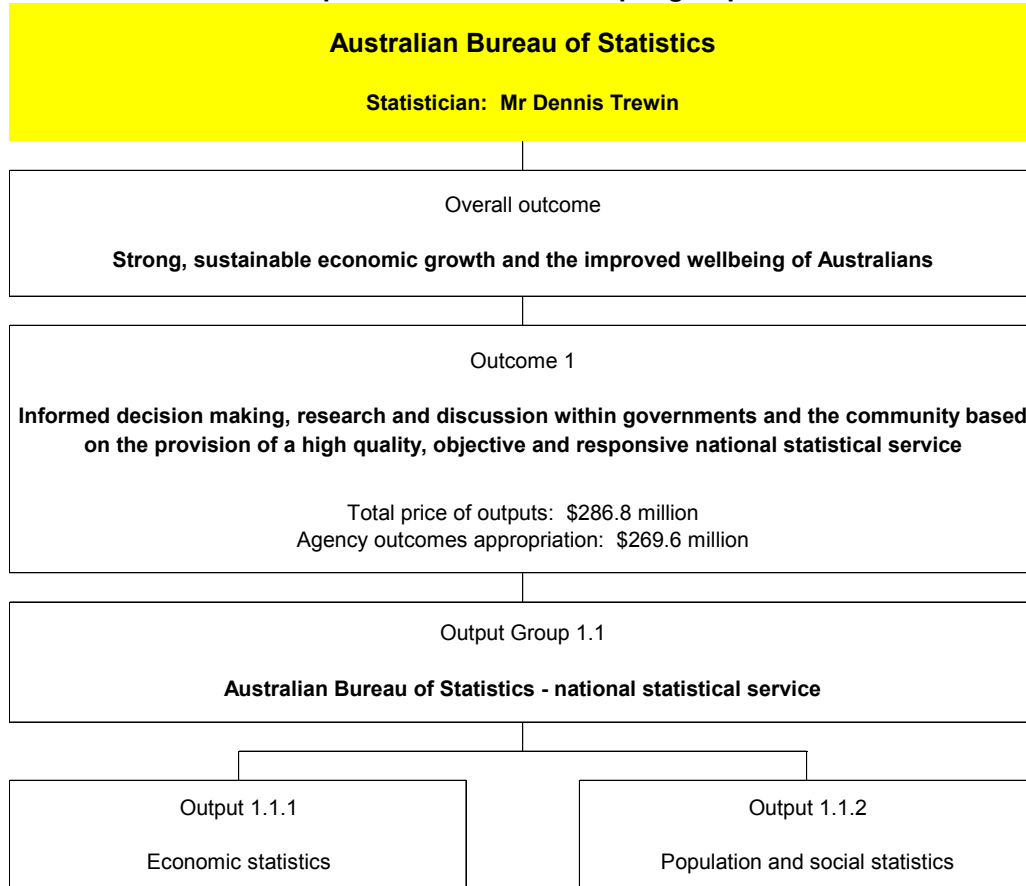 Australian Bureau of Statistics
Statistician: Mr Dennis Trewin
Overall outcome
Strong, sustainable economic growth and the improved wellbeing of Australians
Outcome 1
Informed decision making, research and discussion within governments and the community based
on the provision of a high quality, objective and responsive national statistical service
Total price of outputs: $286.8 million
Agency outcomes appropriation: $269.6 million
Output Group 1.1
Australian Bureau of Statistics - national statistical service
Output 1.1.1
Economic statistics
Output 1.1.2
Population and social statistics